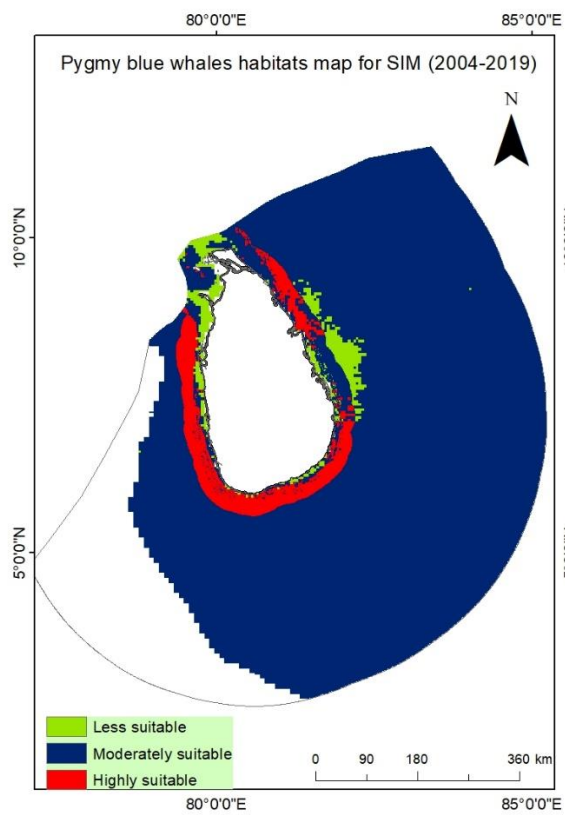 80°0'0"E 85°0'0"E
Pygmy blue whales habitats map for SIM (2004-2019)
N
10°0'0"N
5°0'0"N
Less suitable
Moderately suitable
Highly suitable
0 90 180 360 km
80°0'0"E 85°0'0"E